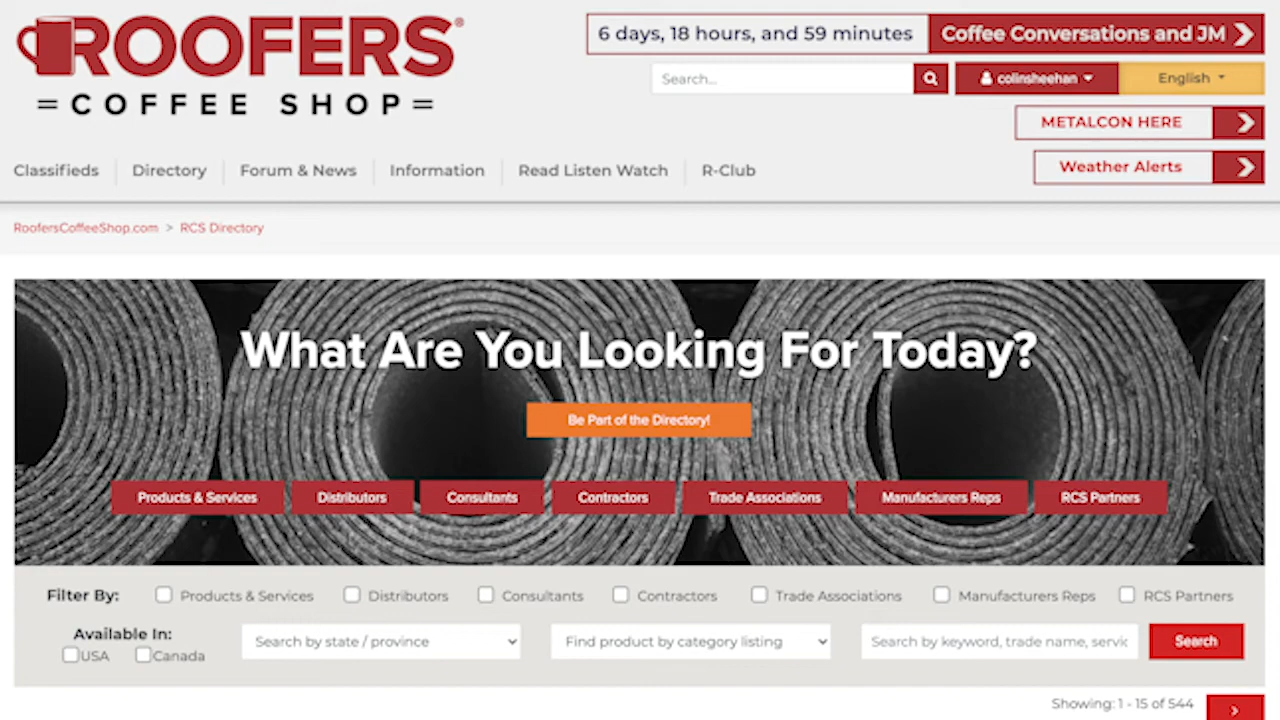 ROOFERS®
=COFFEE SHOP=
6 days, 18 hours, and 59 minutes
Coffee Conversations and JM
Search...
colinsheehan
English
METALCON HERE
Weather Alerts
Classifieds
Directory
Forum & News
Information
Read Listen Watch
R-Club
RoofersCoffeeShop.com > RCS Directory
What Are You Looking For Today?
Be Part of the Directory!
Products & Services
Distributors
Consultants
Contractors
Trade Associations
Manufacturers Reps
RCS Partners
Filter By:
Products & Services
Distributors
Consultants
Contractors
Trade Associations
Manufacturers Reps
RCS Partners
Available In:
USA
Canada
Search by state / province
Find product by category listing
Search by keyword, trade name, servic
Search
Showing: 1 - 15 of 544